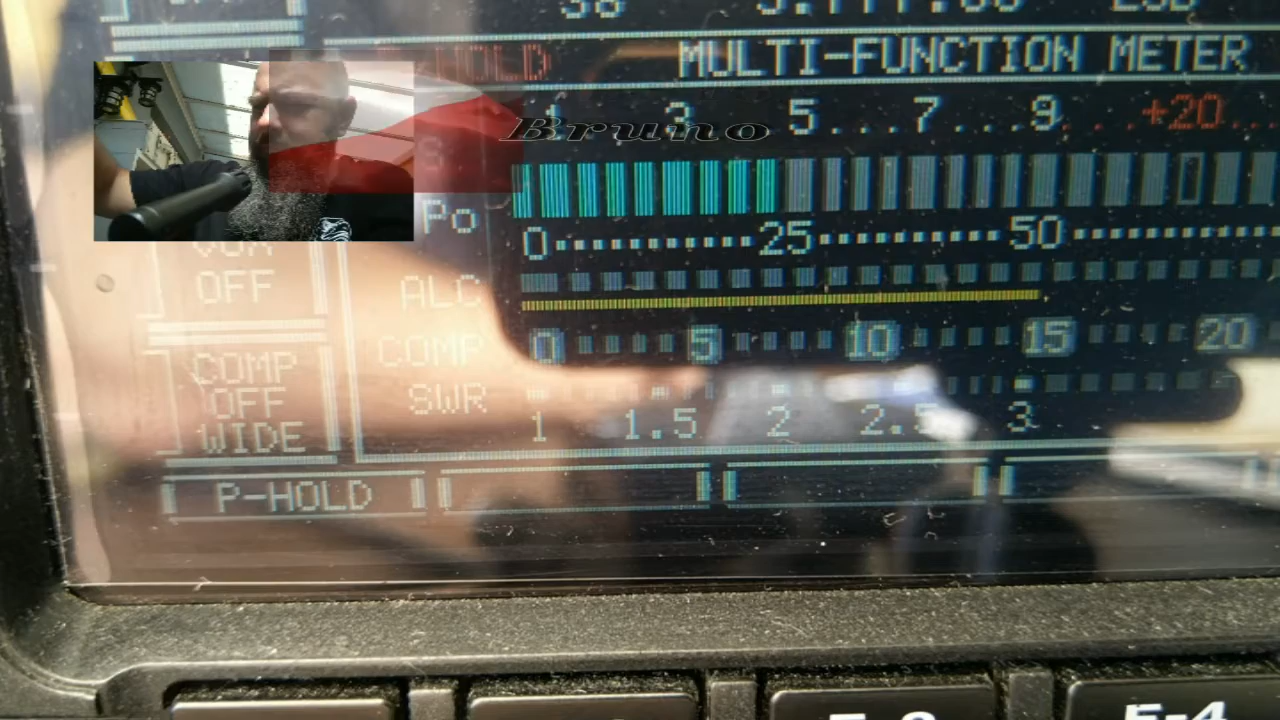 HOLD MULTI-FUNCTION METER
1 3 5...7...9...+20...
Bruno
S
Po
0 25 50
VOX
OFF
ALC
COMP 0 5 10 15 20
COMP
OFF
WIDE
SWR
1 1.5 2 2.5 3
P-HOLD